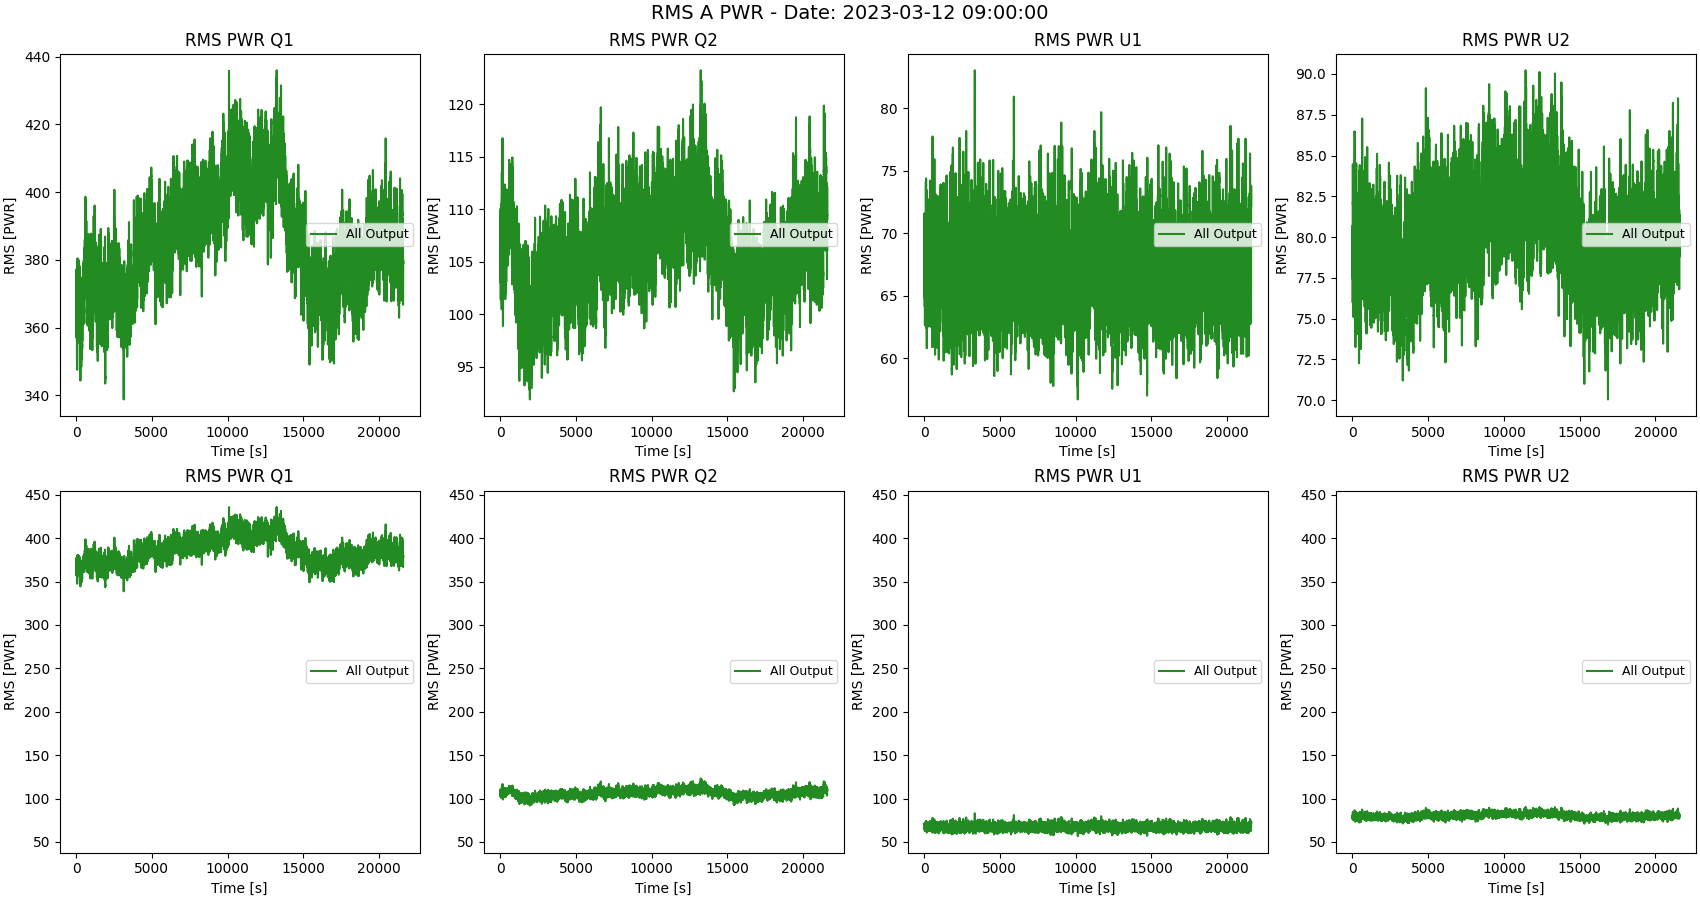 RMS A PWR - Date: 2023-03-12 09:00:00
RMS PWR Q1
RMS [PWR]
440
420
400
380
360
340
All Output
0 5000 10000 15000 20000
Time [s]
RMS PWR Q2
RMS [PWR]
120
115
110
105
100
95
All Output
0 5000 10000 15000 20000
Time [s]
RMS PWR U1
RMS [PWR]
80
75
70
65
60
All Output
0 5000 10000 15000 20000
Time [s]
RMS PWR U2
RMS [PWR]
90.0
87.5
85.0
82.5
80.0
77.5
75.0
72.5
70.0
All Output
0 5000 10000 15000 20000
Time [s]
RMS PWR Q1
RMS [PWR]
450
400
350
300
250
200
150
100
50
All Output
0 5000 10000 15000 20000
Time [s]
RMS PWR Q2
RMS [PWR]
450
400
350
300
250
200
150
100
50
All Output
0 5000 10000 15000 20000
Time [s]
RMS PWR U1
RMS [PWR]
450
400
350
300
250
200
150
100
50
All Output
0 5000 10000 15000 20000
Time [s]
RMS PWR U2
RMS [PWR]
450
400
350
300
250
200
150
100
50
All Output
0 5000 10000 15000 20000
Time [s]